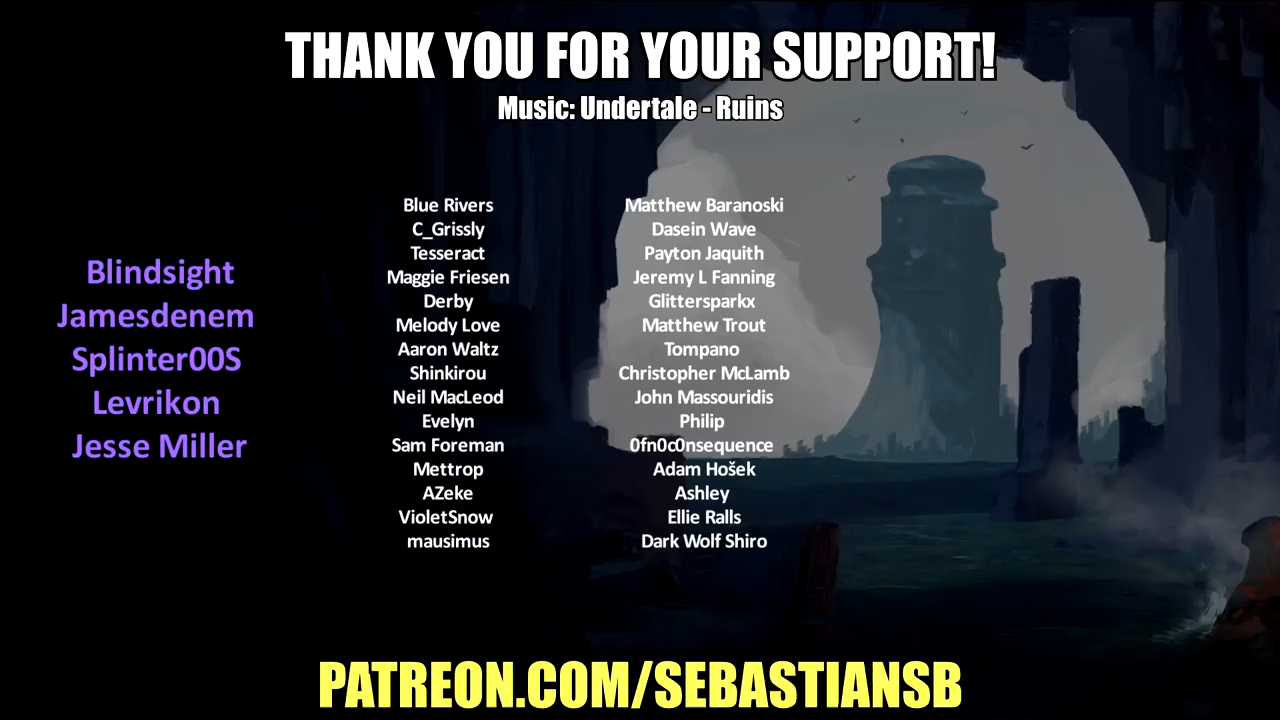 THANK YOU FOR YOUR SUPPORT!
Music: Undertale - Ruins
Blindsight
Jamesdenem
Splinter00S
Levrikon
Jesse Miller
Blue Rivers
C_Grissly
Tesseract
Maggie Friesen
Derby
Melody Love
Aaron Waltz
Shinkirou
Neil MacLeod
Evelyn
Sam Foreman
Mettrop
AZeke
VioletSnow
mausimus
Matthew Baranoski
Dasein Wave
Payton Jaquith
Jeremy L Fanning
Glittersparkx
Matthew Trout
Tompano
Christopher McLamb
John Massouridis
Philip
0fn0c0nsequence
Adam Hošek
Ashley
Ellie Ralls
Dark Wolf Shiro
PATREON.COM/SEBASTIANSB